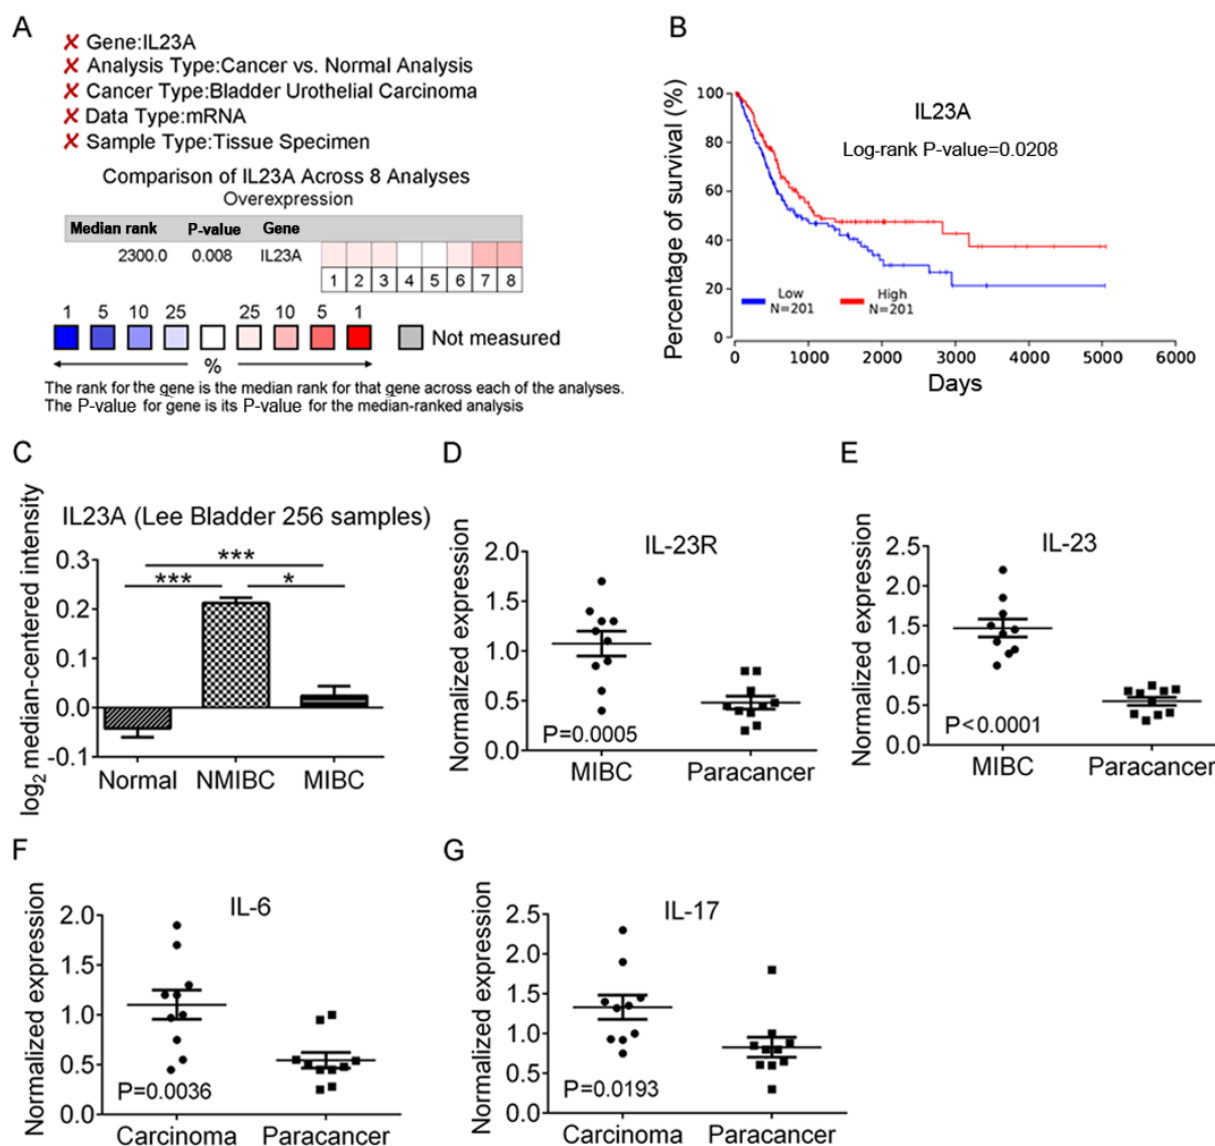 A
✘ Gene:IL23A
✘ Analysis Type:Cancer vs. Normal Analysis
✘ Cancer Type:Bladder Urothelial Carcinoma
✘ Data Type:mRNA
✘ Sample Type:Tissue Specimen
Comparison of IL23A Across 8 Analyses
Overexpression
Median rank P-value Gene
2300.0 0.008 IL23A
1 2 3 4 5 6 7 8
1 5 10 25 25 10 5 1
Not measured
%
The rank for the gene is the median rank for that gene across each of the analyses.
The P-value for gene is its P-value for the median-ranked analysis
B
IL23A
Log-rank P-value=0.0208
Percentage of survival (%)
100
80
60
40
20
0
Low
N=201
High
N=201
0 1000 2000 3000 4000 5000 6000
Days
C
IL23A (Lee Bladder 256 samples)
log2 median-centered intensity
0.3
0.2
0.1
0.0
-0.1
***
*** *
Normal NMIBC MIBC
D
IL-23R
Normalized expression
2.0
1.5
1.0
0.5
0.0
P=0.0005
MIBC Paracancer
E
IL-23
Normalized expression
2.5
2.0
1.5
1.0
0.5
0.0
P<0.0001
MIBC Paracancer
F
IL-6
Normalized expression
2.0
1.5
1.0
0.5
0.0
P=0.0036
Carcinoma Paracancer
G
IL-17
Normalized expression
2.5
2.0
1.5
1.0
0.5
0.0
P=0.0193
Carcinoma Paracancer